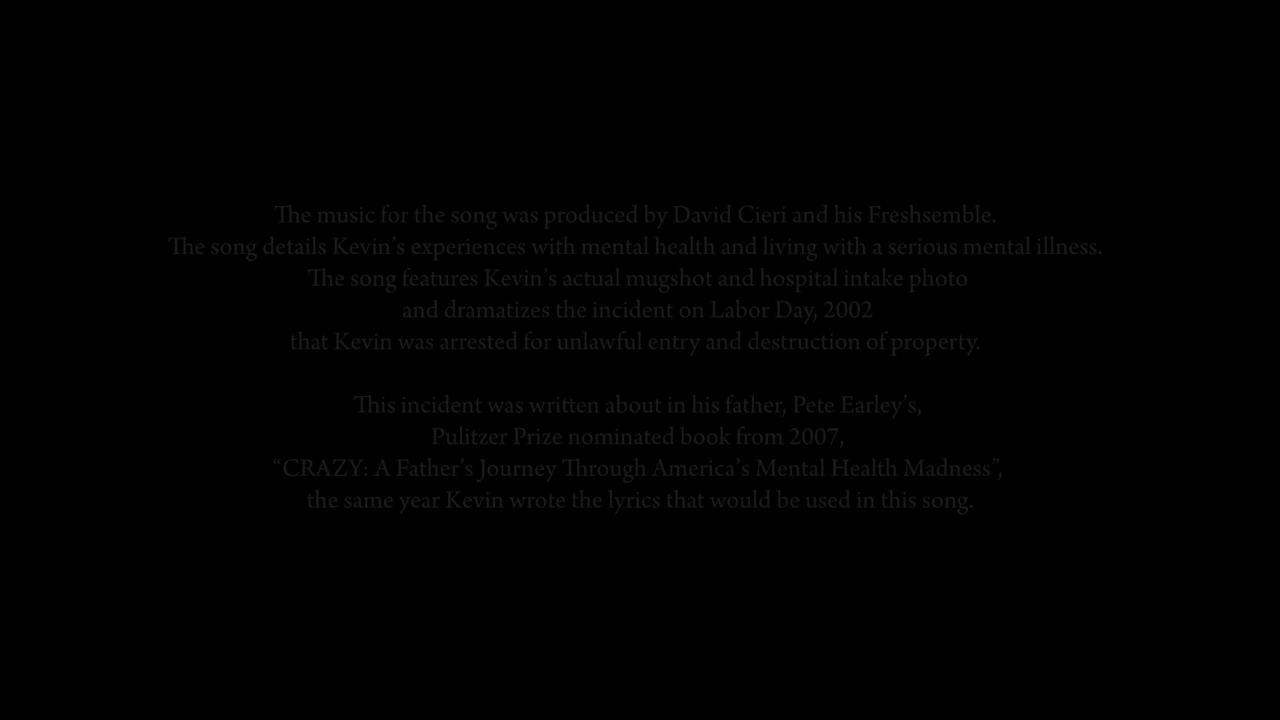 The music for the song was produced by David Cieri and his Freshsemble.
The song details Kevin’s experiences with mental health and living with a serious mental illness.
The song features Kevin’s actual mugshot and hospital intake photo
and dramatizes the incident on Labor Day, 2002
that Kevin was arrested for unlawful entry and destruction of property.
This incident was written about in his father, Pete Earley’s,
Pulitzer Prize nominated book from 2007,
“CRAZY: A Father’s Journey Through America’s Mental Health Madness”,
the same year Kevin wrote the lyrics that would be used in this song.